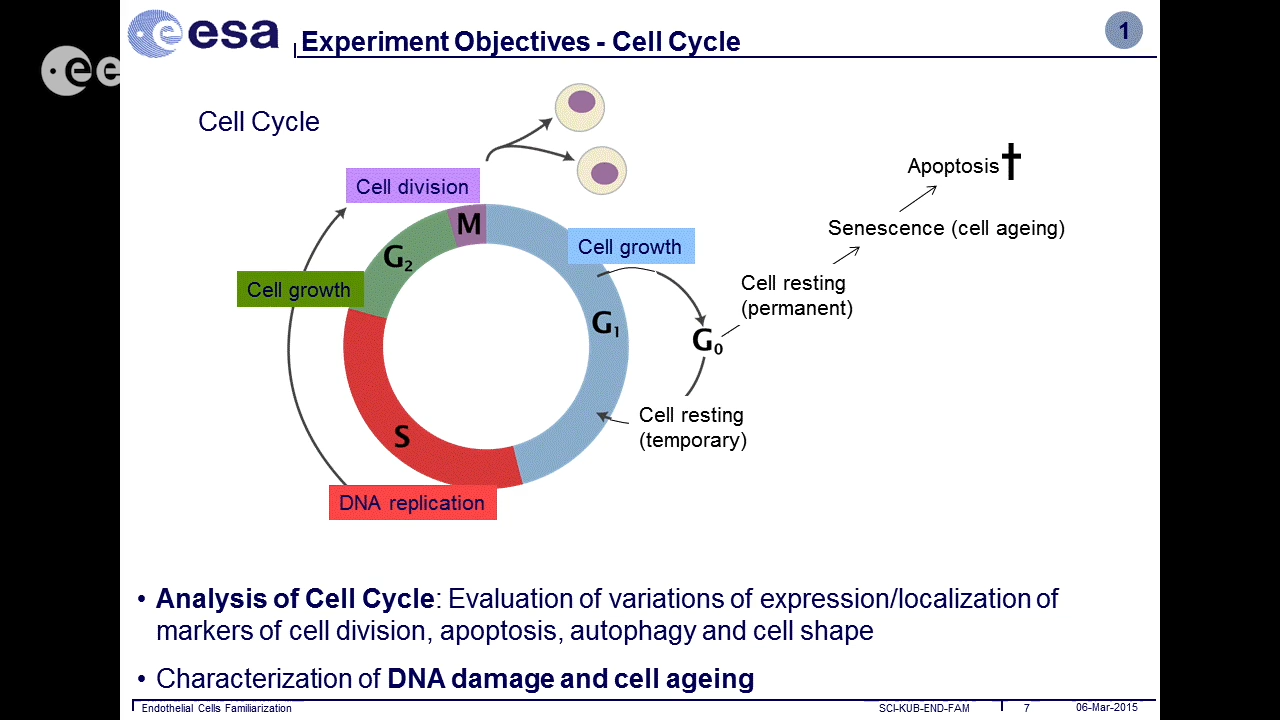 esa
Experiment Objectives - Cell Cycle
1
ee
Cell Cycle
Apoptosis
Cell division
Senescence (cell ageing)
M
Cell growth
G2
Cell growth
Cell resting
(permanent)
G1
G0
Cell resting
(temporary)
S
DNA replication
• Analysis of Cell Cycle: Evaluation of variations of expression/localization of
markers of cell division, apoptosis, autophagy and cell shape
• Characterization of DNA damage and cell ageing
Endothelial Cells Familiarization SCI-KUB-END-FAM 7 06-Mar-2015